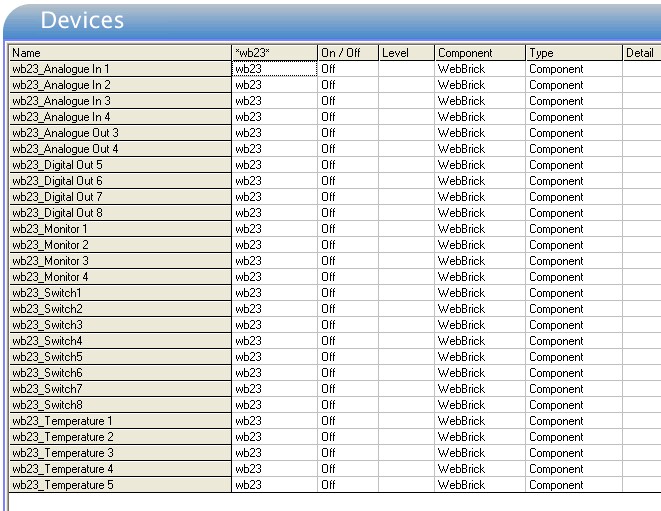 Devices
Name *wb23* On / Off Level Component Type Detail
wb23_Analogue In 1 wb23 Off WebBrick Component
wb23_Analogue In 2 wb23 Off WebBrick Component
wb23_Analogue In 3 wb23 Off WebBrick Component
wb23_Analogue In 4 wb23 Off WebBrick Component
wb23_Analogue Out 3 wb23 Off WebBrick Component
wb23_Analogue Out 4 wb23 Off WebBrick Component
wb23_Digital Out 5 wb23 Off WebBrick Component
wb23_Digital Out 6 wb23 Off WebBrick Component
wb23_Digital Out 7 wb23 Off WebBrick Component
wb23_Digital Out 8 wb23 Off WebBrick Component
wb23_Monitor 1 wb23 Off WebBrick Component
wb23_Monitor 2 wb23 Off WebBrick Component
wb23_Monitor 3 wb23 Off WebBrick Component
wb23_Monitor 4 wb23 Off WebBrick Component
wb23_Switch1 wb23 Off WebBrick Component
wb23_Switch2 wb23 Off WebBrick Component
wb23_Switch3 wb23 Off WebBrick Component
wb23_Switch4 wb23 Off WebBrick Component
wb23_Switch5 wb23 Off WebBrick Component
wb23_Switch6 wb23 Off WebBrick Component
wb23_Switch7 wb23 Off WebBrick Component
wb23_Switch8 wb23 Off WebBrick Component
wb23_Temperature 1 wb23 Off WebBrick Component
wb23_Temperature 2 wb23 Off WebBrick Component
wb23_Temperature 3 wb23 Off WebBrick Component
wb23_Temperature 4 wb23 Off WebBrick Component
wb23_Temperature 5 wb23 Off WebBrick Component